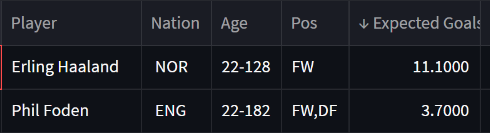 Player Nation Age Pos ↓ Expected Goals
Erling Haaland NOR 22-128 FW 11.1000
Phil Foden ENG 22-182 FW,DF 3.7000